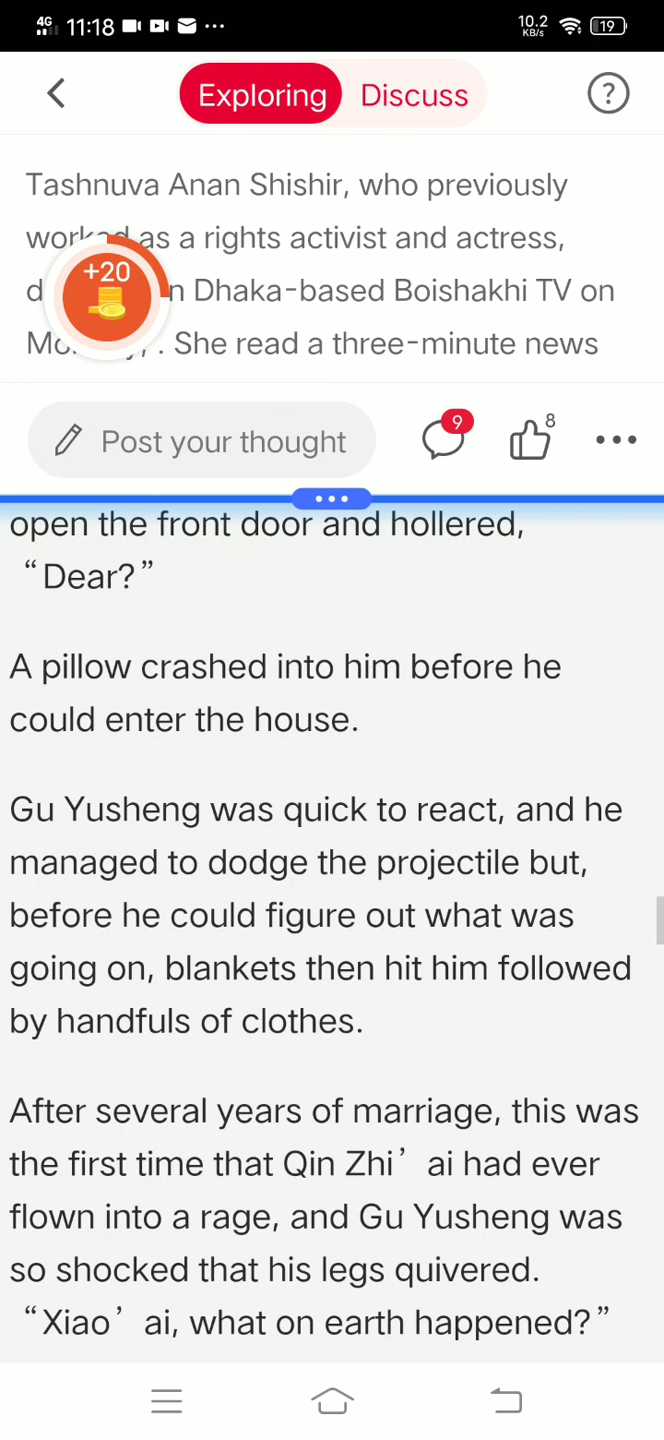 4G 11:18 10.2 KB/s 19
Exploring Discuss ?
Tashnuva Anan Shishir, who previously
as a rights activist and actress,
+20
Dhaka-based Boishakhi TV on
. She read a three-minute news
Post your thought 9 8
open the front door and hollered,
“Dear?”
A pillow crashed into him before he
could enter the house.
Gu Yusheng was quick to react, and he
managed to dodge the projectile but,
before he could figure out what was
going on, blankets then hit him followed
by handfuls of clothes.
After several years of marriage, this was
the first time that Qin Zhi’ ai had ever
flown into a rage, and Gu Yusheng was
so shocked that his legs quivered.
“Xiao’ ai, what on earth happened?”